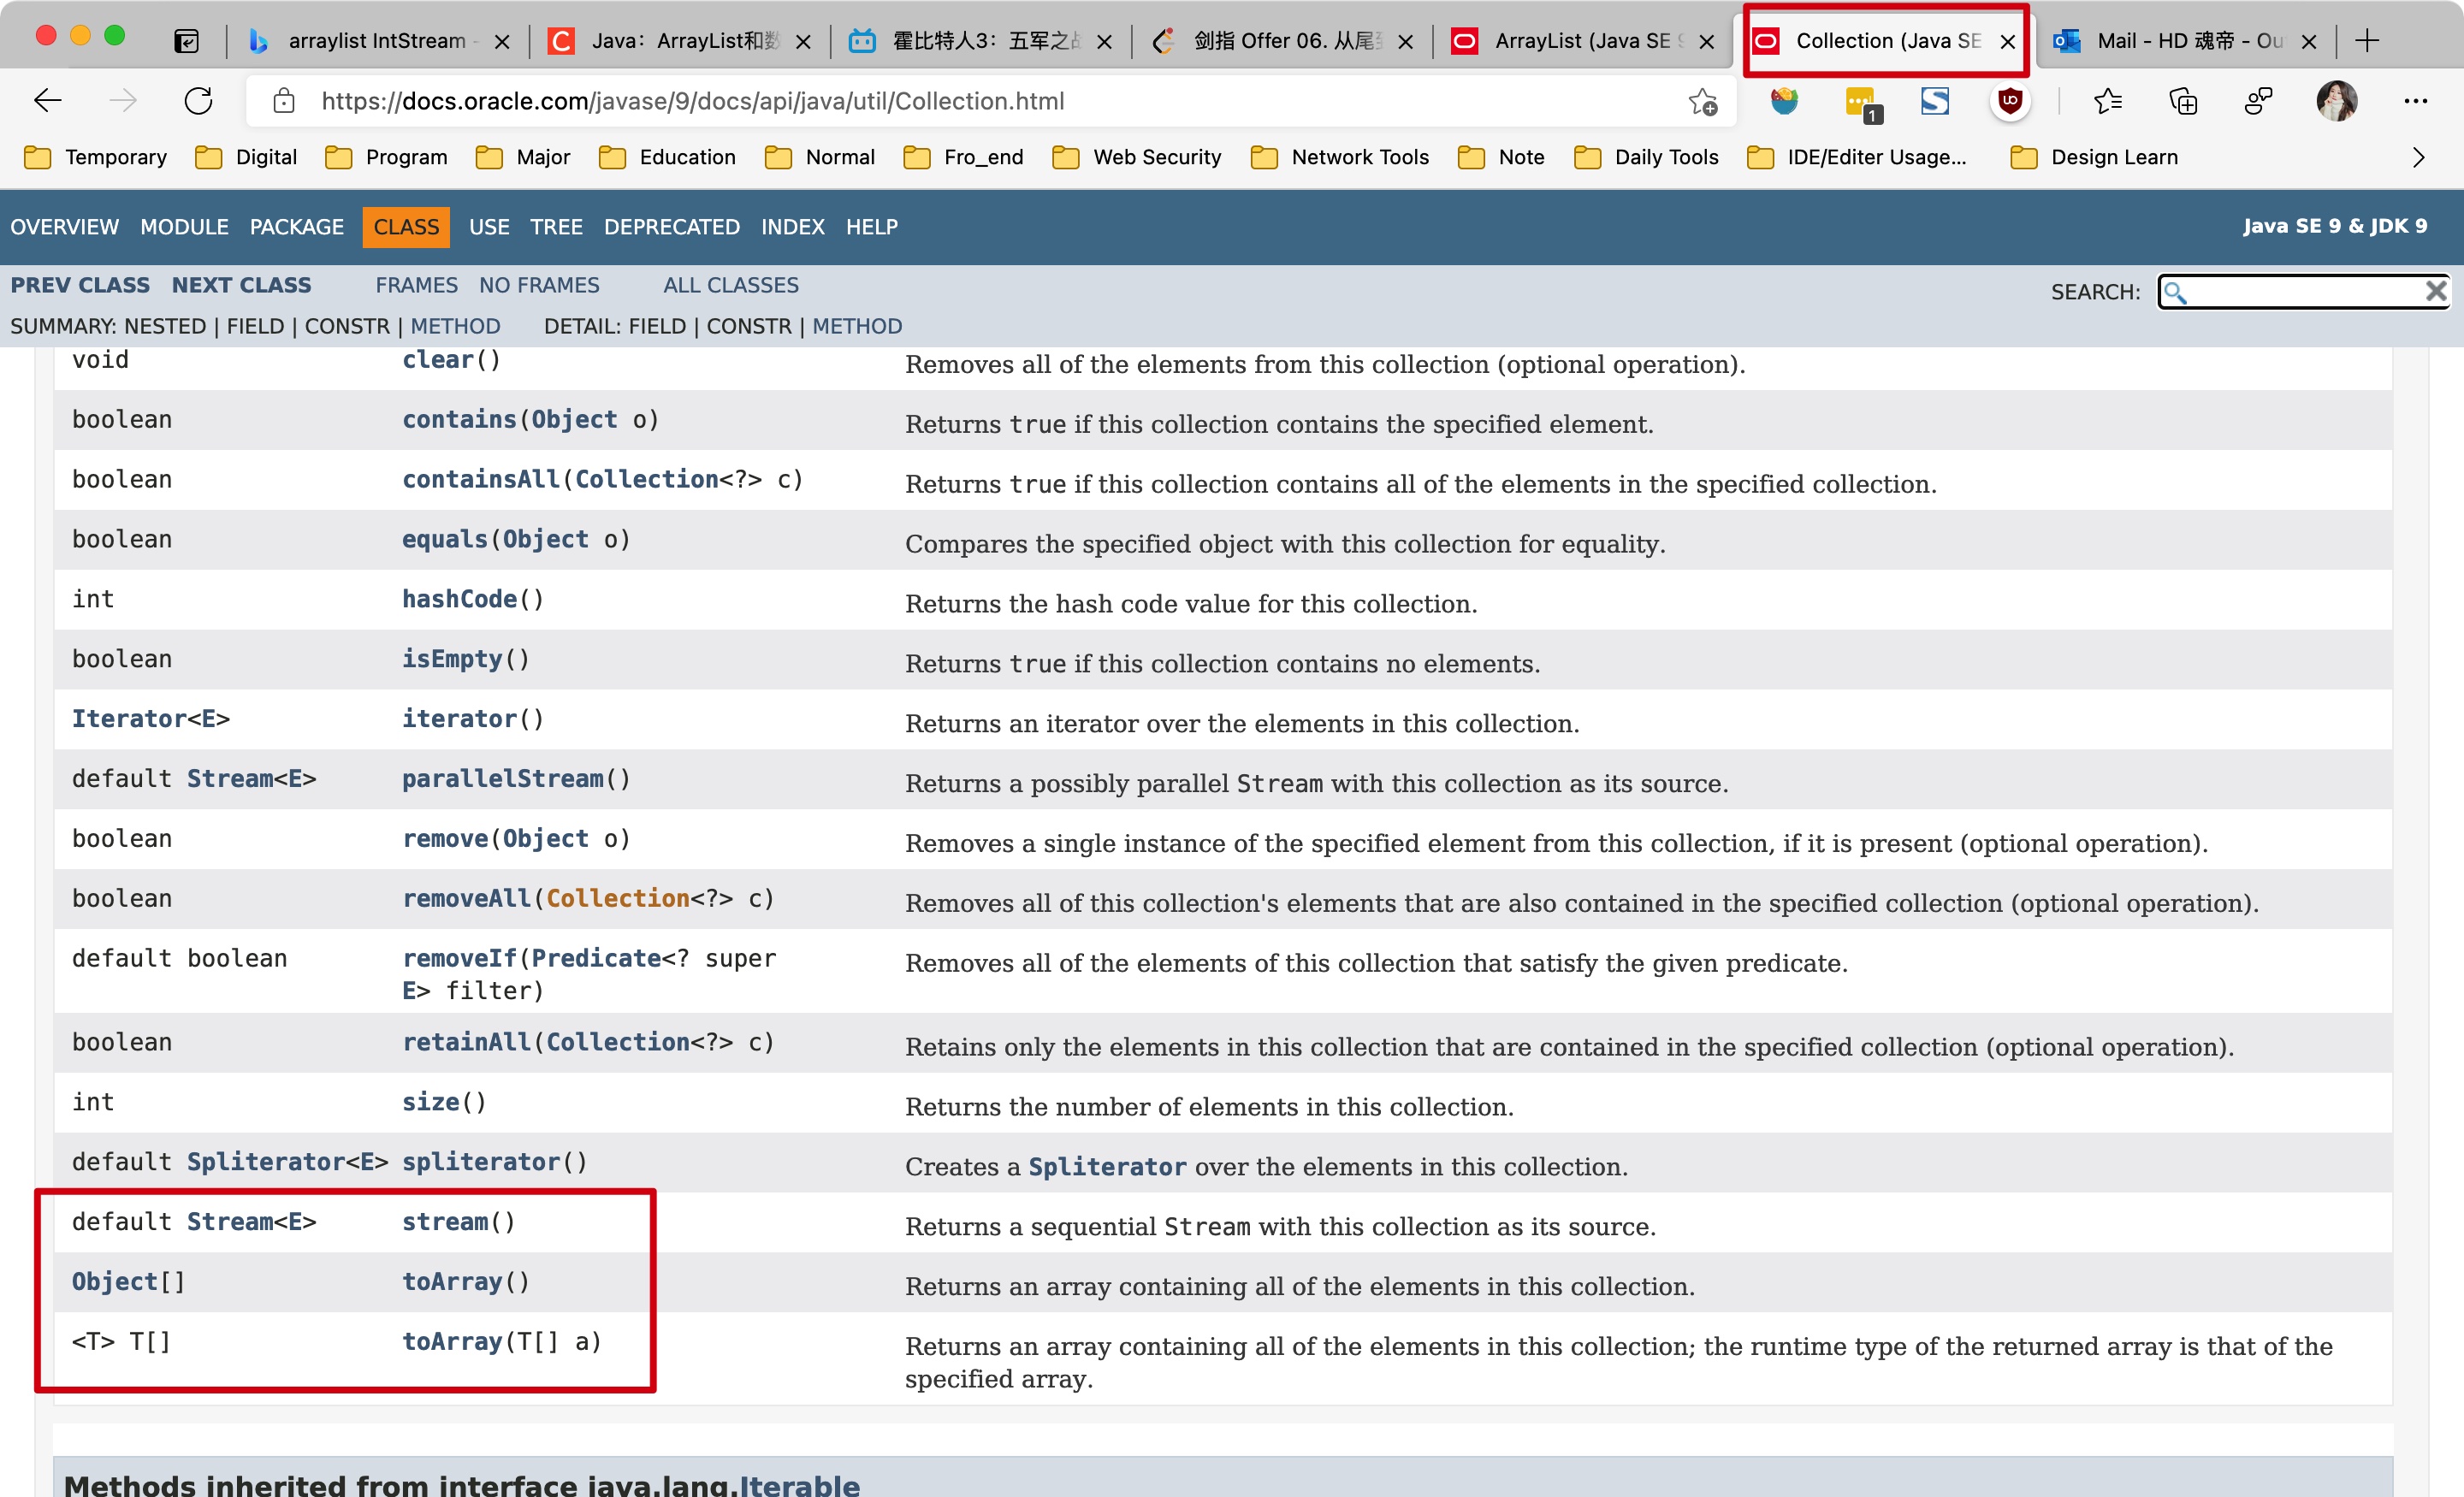 arraylist IntStream -
Java：ArrayList和数
霍比特人3：五军之战
剑指 Offer 06. 从尾到
ArrayList (Java SE 9
Collection (Java SE
Mail - HD 魂帝 - Ou
https://docs.oracle.com/javase/9/docs/api/java/util/Collection.html
1
Temporary Digital Program Major Education Normal Fro_end Web Security Network Tools Note Daily Tools IDE/Editer Usage... Design Learn
OVERVIEW MODULE PACKAGE CLASS USE TREE DEPRECATED INDEX HELP
Java SE 9 & JDK 9
PREV CLASS NEXT CLASS FRAMES NO FRAMES ALL CLASSES
SEARCH:
SUMMARY: NESTED | FIELD | CONSTR | METHOD DETAIL: FIELD | CONSTR | METHOD
void clear() Removes all of the elements from this collection (optional operation).
boolean contains(Object o) Returns true if this collection contains the specified element.
boolean containsAll(Collection<?> c) Returns true if this collection contains all of the elements in the specified collection.
boolean equals(Object o) Compares the specified object with this collection for equality.
int hashCode() Returns the hash code value for this collection.
boolean isEmpty() Returns true if this collection contains no elements.
Iterator<E> iterator() Returns an iterator over the elements in this collection.
default Stream<E> parallelStream() Returns a possibly parallel Stream with this collection as its source.
boolean remove(Object o) Removes a single instance of the specified element from this collection, if it is present (optional operation).
boolean removeAll(Collection<?> c) Removes all of this collection's elements that are also contained in the specified collection (optional operation).
default boolean removeIf(Predicate<? super Removes all of the elements of this collection that satisfy the given predicate.
E> filter)
boolean retainAll(Collection<?> c) Retains only the elements in this collection that are contained in the specified collection (optional operation).
int size() Returns the number of elements in this collection.
default Spliterator<E> spliterator() Creates a Spliterator over the elements in this collection.
default Stream<E> stream() Returns a sequential Stream with this collection as its source.
Object[] toArray() Returns an array containing all of the elements in this collection.
<T> T[] toArray(T[] a) Returns an array containing all of the elements in this collection; the runtime type of the returned array is that of the
specified array.
Methods inherited from interface java.lang.Iterable